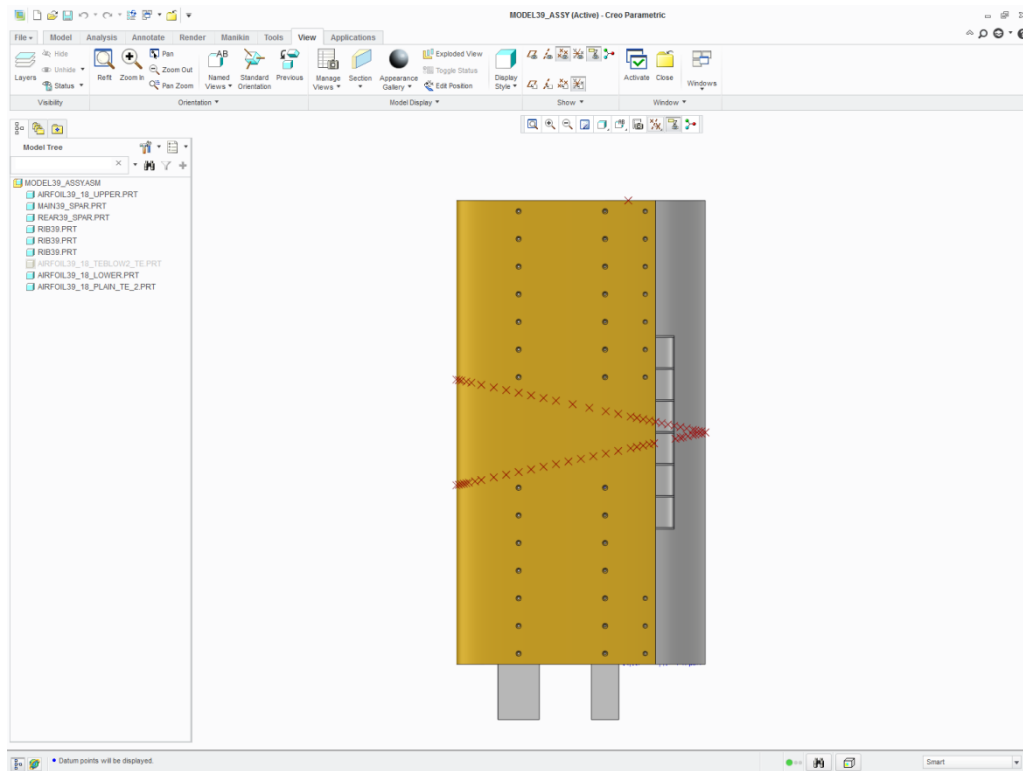 MODEL39_ASSY (Active) - Creo Parametric
File Model Analysis Annotate Render Manikin Tools View Applications
Layers
Hide
Unhide
Status
Refit
Zoom In
Pan
Zoom Out
Pan Zoom
Named Views
Standard Orientation
Previous
Manage Views
Section
Appearance Gallery
Exploded View
Toggle Status
Edit Position
Display Style
Activate
Close
Windows
Visibility Orientation Model Display Show Window
Model Tree
MODEL39_ASSY.ASM
AIRFOIL39_18_UPPER.PRT
MAIN39_SPAR.PRT
REAR39_SPAR.PRT
RIB39.PRT
RIB39.PRT
RIB39.PRT
AIRFOIL39_18_TEBLOW2_TE.PRT
AIRFOIL39_18_LOWER.PRT
AIRFOIL39_18_PLAIN_TE_2.PRT
Datum points will be displayed.
Smart